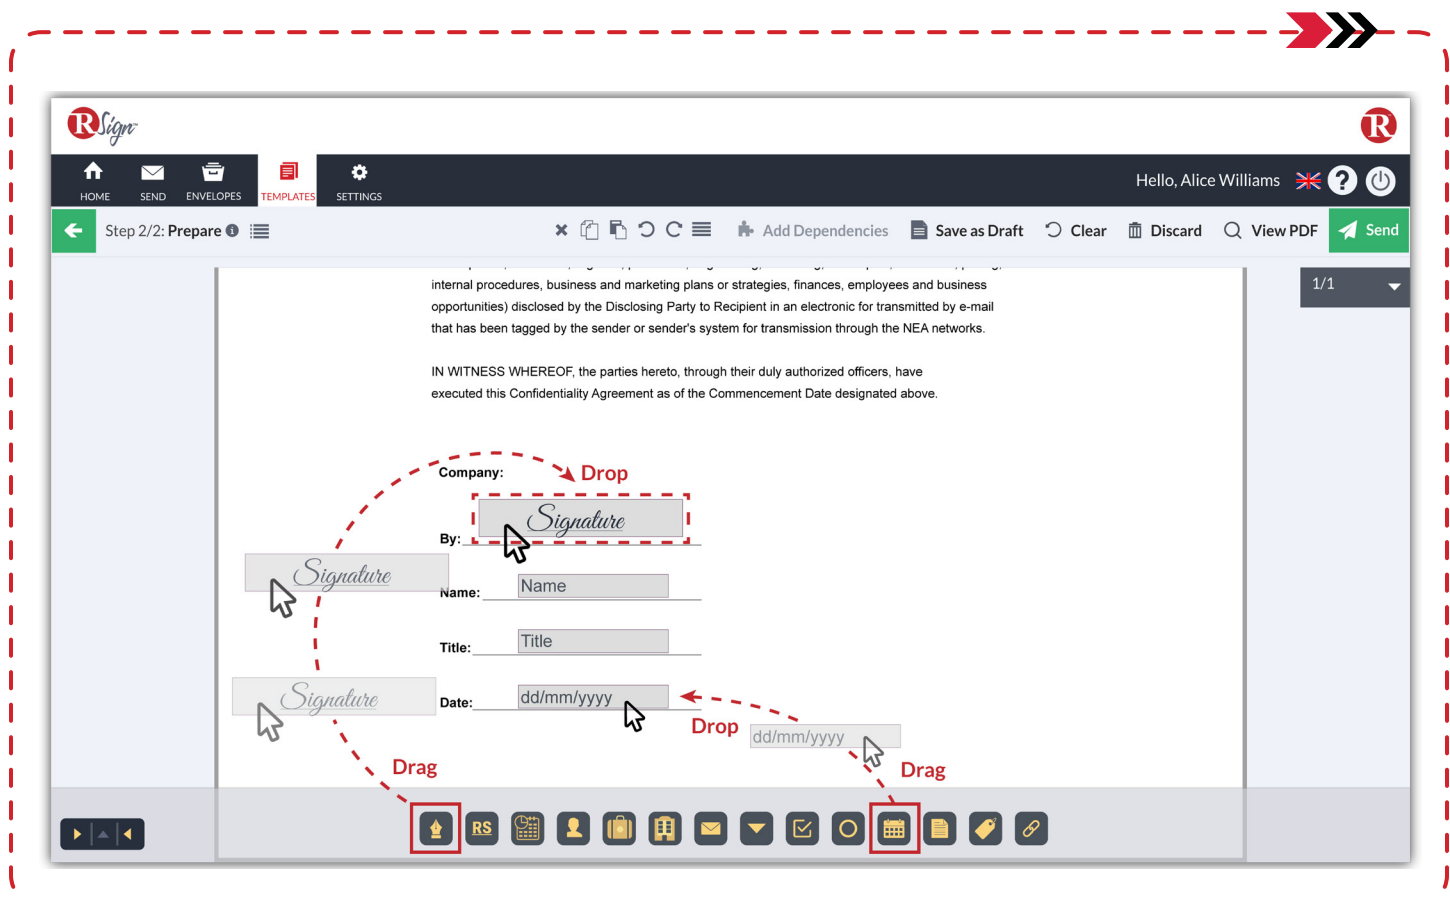 RSign™
R
HOME
SEND
ENVELOPES
TEMPLATES
SETTINGS
Hello, Alice Williams
?
Step 2/2: Prepare
Add Dependencies
Save as Draft
Clear
Discard
View PDF
Send
1/1
internal procedures, business and marketing plans or strategies, finances, employees and business
opportunities) disclosed by the Disclosing Party to Recipient in an electronic for transmitted by e-mail
that has been tagged by the sender or sender's system for transmission through the NEA networks.
IN WITNESS WHEREOF, the parties hereto, through their duly authorized officers, have
executed this Confidentiality Agreement as of the Commencement Date designated above.
Company:
Drop
Signature
By:
Signature
Name:
Name
Title:
Title
Signature
Date:
dd/mm/yyyy
Drop
dd/mm/yyyy
Drag
Drag
RS